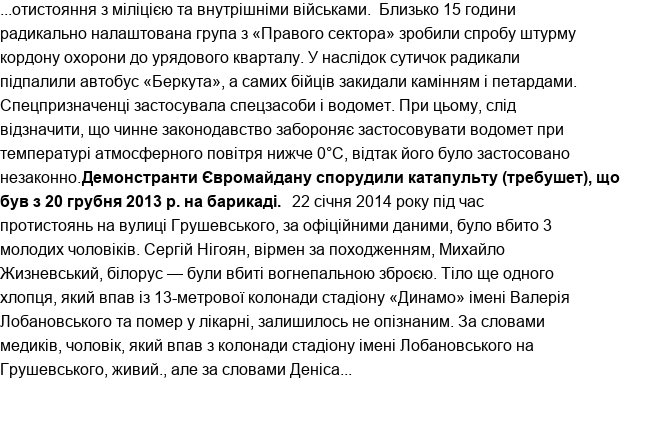 ...отистояння з міліцією та внутрішніми військами. Близько 15 години
радикально налаштована група з «Правого сектора» зробили спробу штурму
кордону охорони до урядового кварталу. У наслідок сутичок радикали
підпалили автобус «Беркута», а самих бійців закидали камінням і петардами.
Спецпризначенці застосувала спецзасоби і водомет. При цьому, слід
відзначити, що чинне законодавство забороняє застосовувати водомет при
температурі атмосферного повітря нижче 0°C, відтак його було застосовано
незаконно.Демонстранти Євромайдану спорудили катапульту (требушет), що
був з 20 грубня 2013 р. на барикаді. 22 січня 2014 року під час
протистоянь на вулиці Грушевського, за офіційними даними, було вбито 3
молодих чоловіків. Сергій Нігоян, вірмен за походженням, Михайло
Жизневський, білорус — були вбиті вогнепальною зброєю. Тіло ще одного
хлопця, який впав із 13-метрової колонади стадіону «Динамо» імені Валерія
Лобановського та помер у лікарні, залишилось не опізнаним. За словами
медиків, чоловік, який впав з колонади стадіону імені Лобановського на
Грушевського, живий., але за словами Деніса...